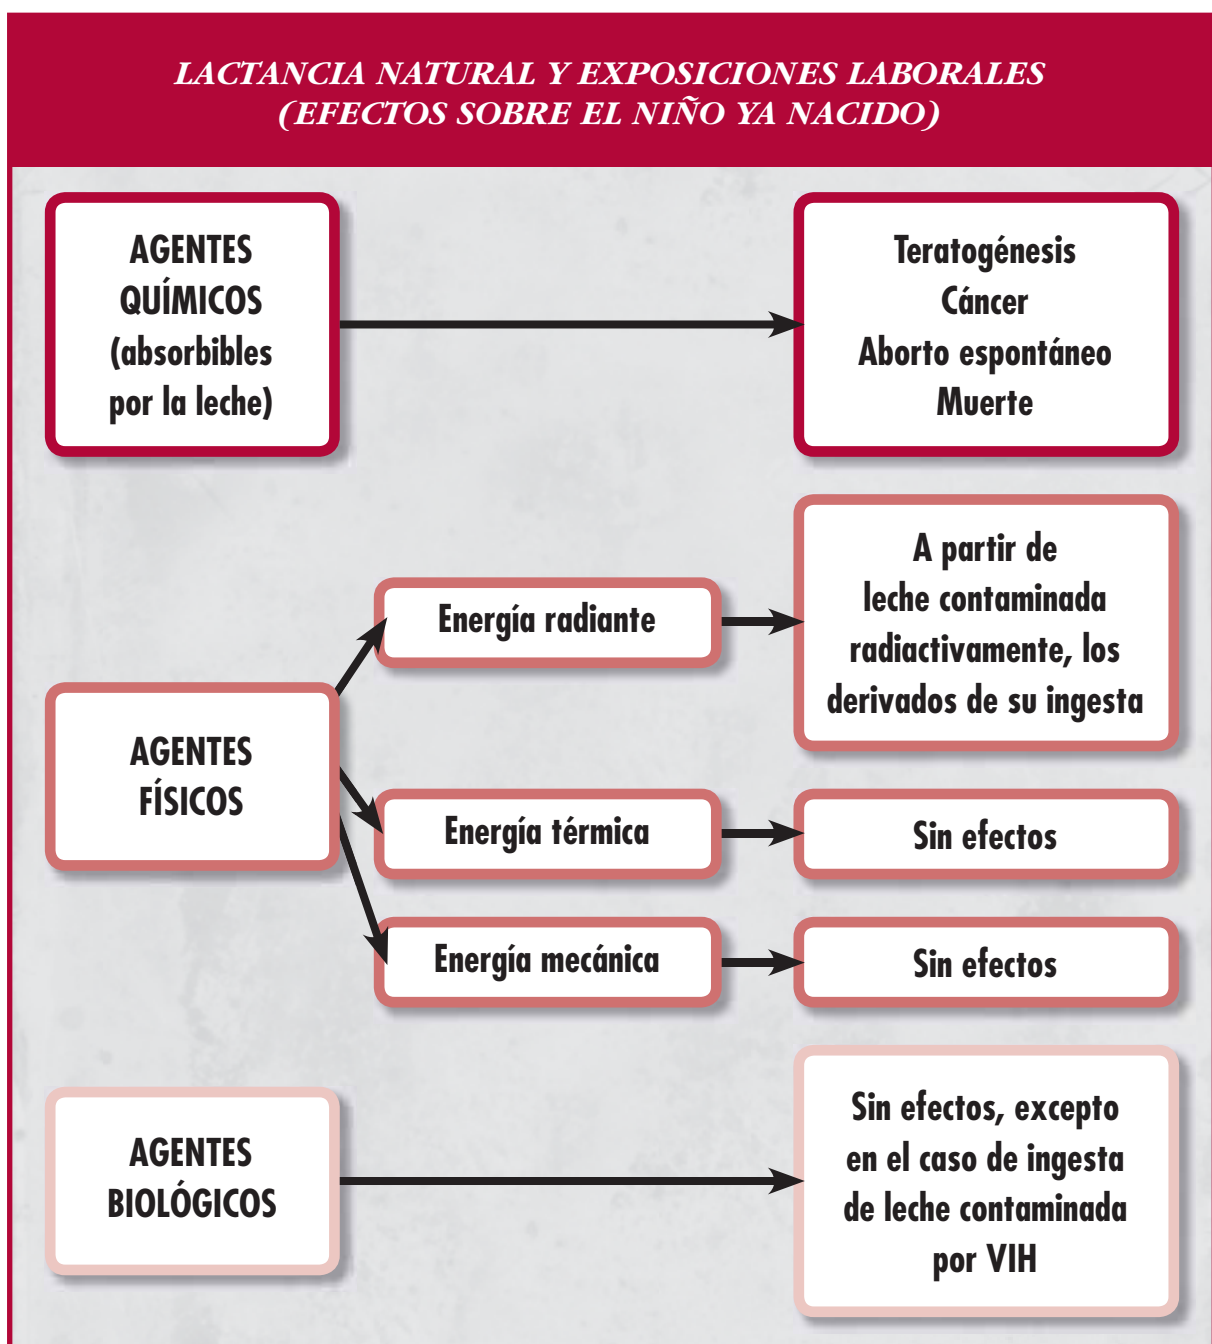 LACTANCIA NATURAL Y EXPOSICIONES LABORALES
(EFECTOS SOBRE EL NIÑO YA NACIDO)
AGENTES
QUÍMICOS
(absorbibles
por la leche)
Teratogénesis
Cáncer
Aborto espontáneo
Muerte
AGENTES
FÍSICOS
Energía radiante
A partir de
leche contaminada
radiactivamente, los
derivados de su ingesta
Energía térmica
Sin efectos
Energía mecánica
Sin efectos
AGENTES
BIOLÓGICOS
Sin efectos, excepto
en el caso de ingesta
de leche contaminada
por VIH